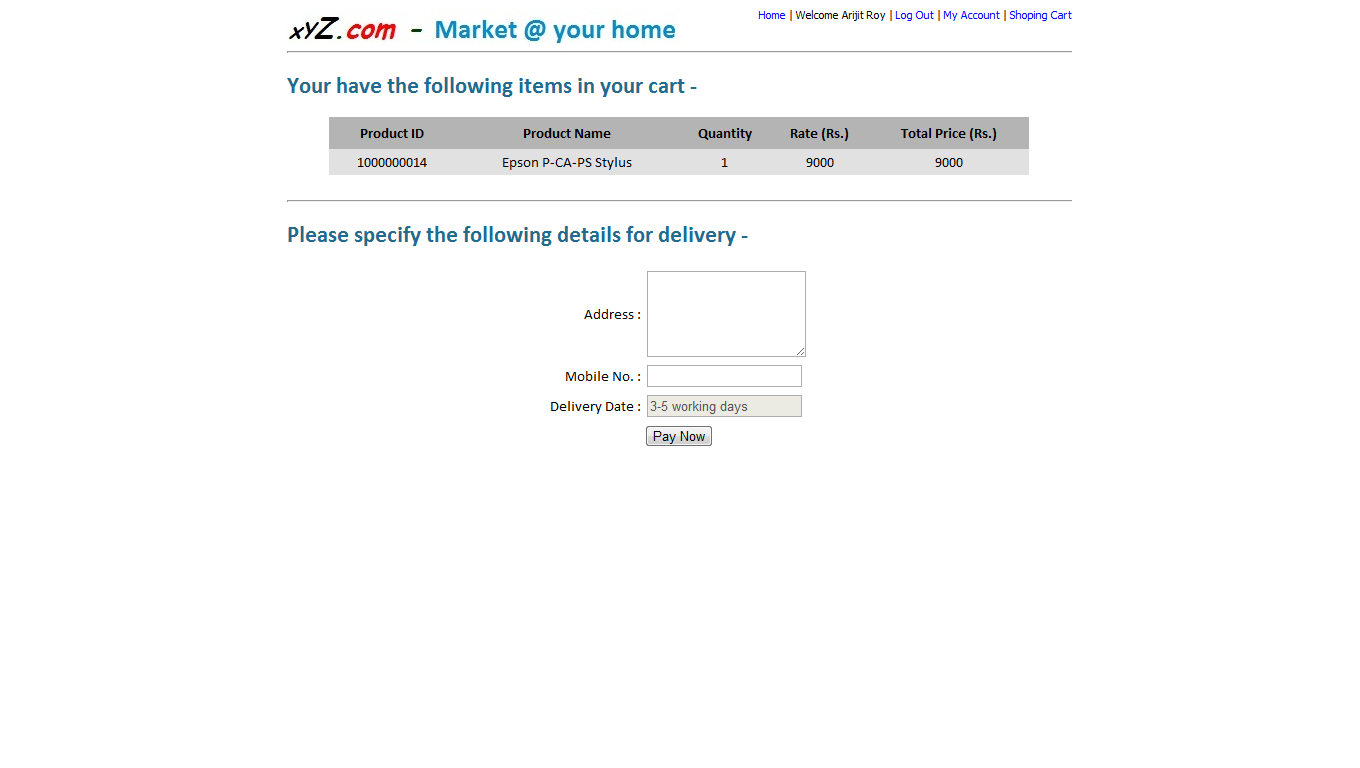 xyZ.com - Market @ your home
Home | Welcome Arijit Roy | Log Out | My Account | Shoping Cart
Your have the following items in your cart -
Product ID Product Name Quantity Rate (Rs.) Total Price (Rs.)
1000000014 Epson P-CA-PS Stylus 1 9000 9000
Please specify the following details for delivery -
Address :
Mobile No. :
Delivery Date : 3-5 working days
Pay Now